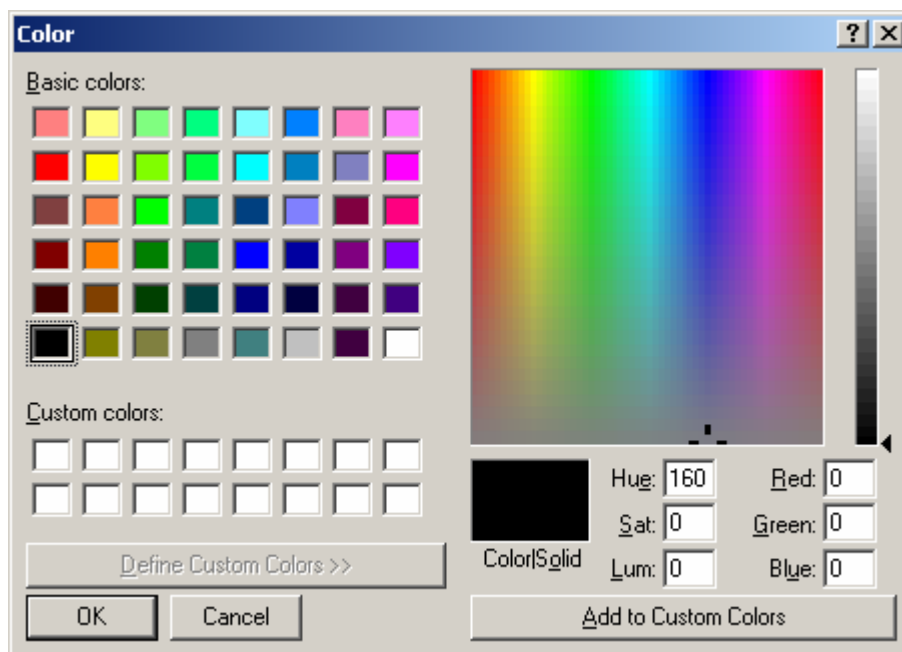 Color
Basic colors:
Custom colors:
Define Custom Colors >>
OK Cancel
Color|Solid
Hue: 160 Red: 0
Sat: 0 Green: 0
Lum: 0 Blue: 0
Add to Custom Colors